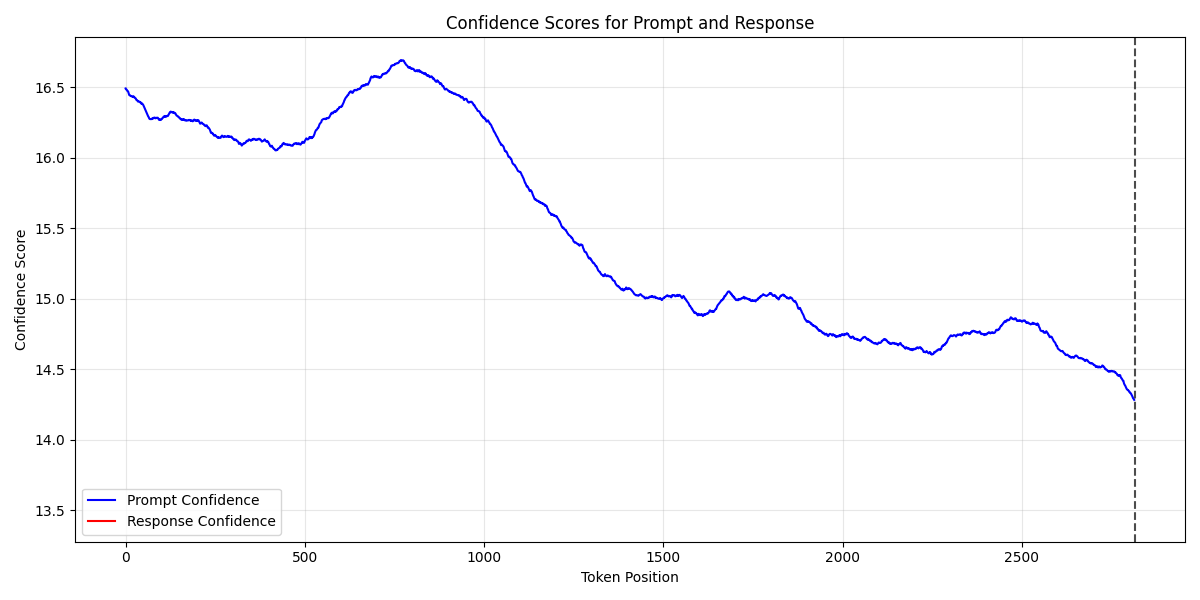 Confidence Scores for Prompt and Response
Confidence Score
16.5
16.0
15.5
15.0
14.5
14.0
13.5
Prompt Confidence
Response Confidence
0 500 1000 1500 2000 2500
Token Position